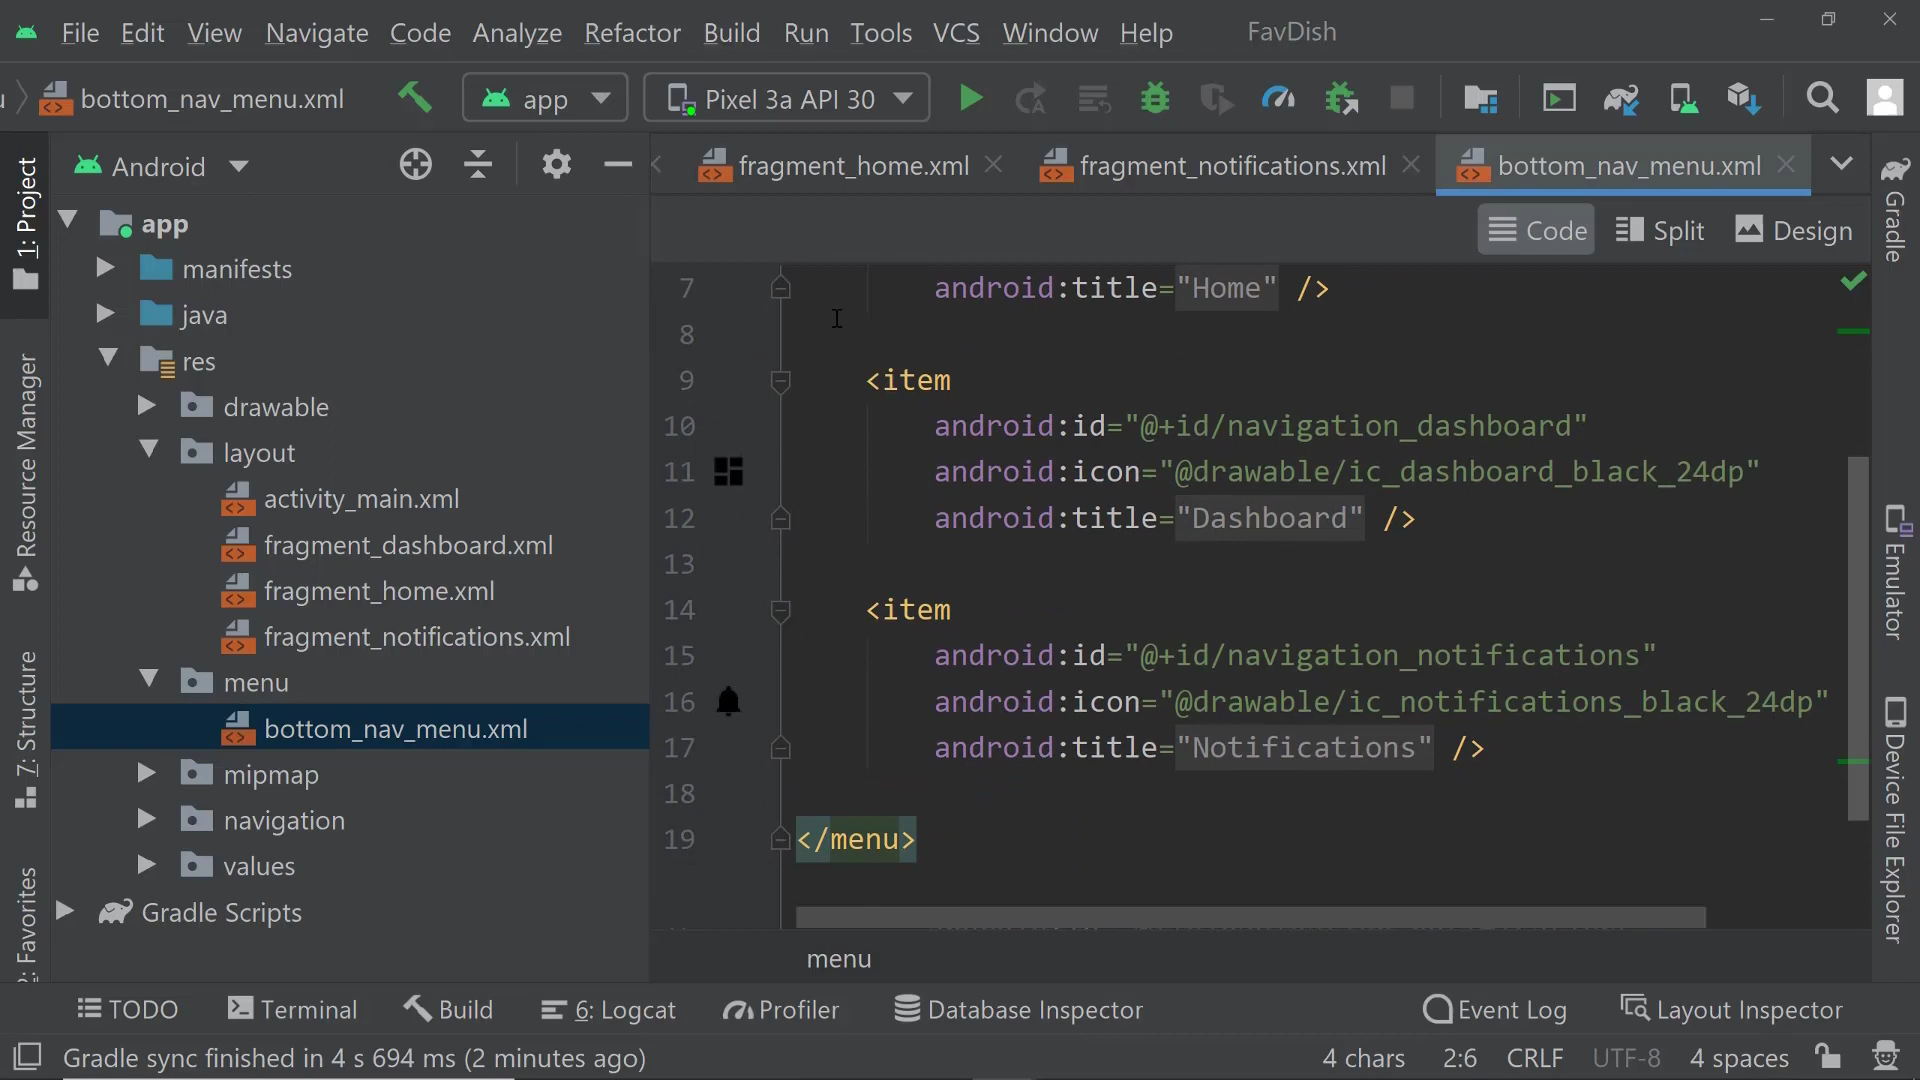 File Edit View Navigate Code Analyze Refactor Build Run Tools VCS Window Help FavDish
bottom_nav_menu.xml app Pixel 3a API 30
Android
fragment_home.xml fragment_notifications.xml bottom_nav_menu.xml
Code Split Design
1: Project
Resource Manager
7: Structure
Favorites
app
manifests
java
res
drawable
layout
activity_main.xml
fragment_dashboard.xml
fragment_home.xml
fragment_notifications.xml
menu
bottom_nav_menu.xml
mipmap
navigation
values
Gradle Scripts
7 android:title="Home" />
8
9 <item
10 android:id="@+id/navigation_dashboard"
11 android:icon="@drawable/ic_dashboard_black_24dp"
12 android:title="Dashboard" />
13
14 <item
15 android:id="@+id/navigation_notifications"
16 android:icon="@drawable/ic_notifications_black_24dp"
17 android:title="Notifications" />
18
19 </menu>
menu
Gradle
Emulator
Device File Explorer
TODO Terminal Build 6: Logcat Profiler Database Inspector Event Log Layout Inspector
Gradle sync finished in 4 s 694 ms (2 minutes ago) 4 chars 2:6 CRLF UTF-8 4 spaces